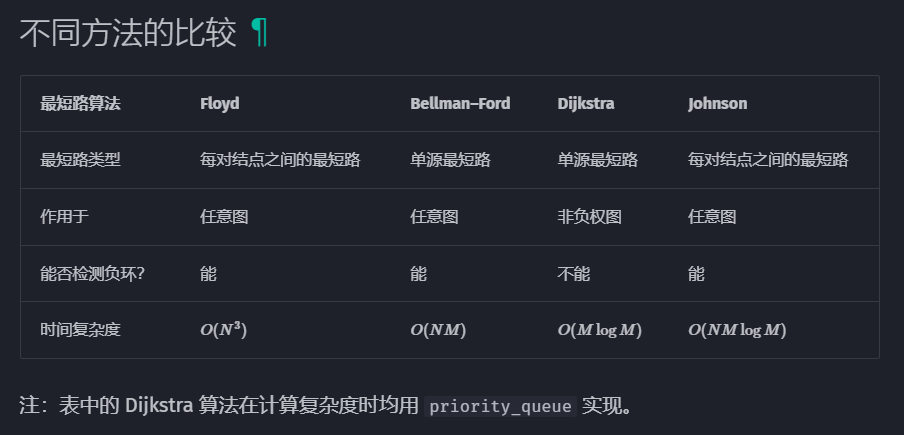 不同方法的比较 ¶
最短路算法 Floyd Bellman–Ford Dijkstra Johnson
最短路类型 每对结点之间的最短路 单源最短路 单源最短路 每对结点之间的最短路
作用于 任意图 任意图 非负权图 任意图
能否检测负环? 能 能 不能 能
时间复杂度 O(N³) O(NM) O(M log M) O(NM log M)
注：表中的 Dijkstra 算法在计算复杂度时均用 priority_queue 实现。